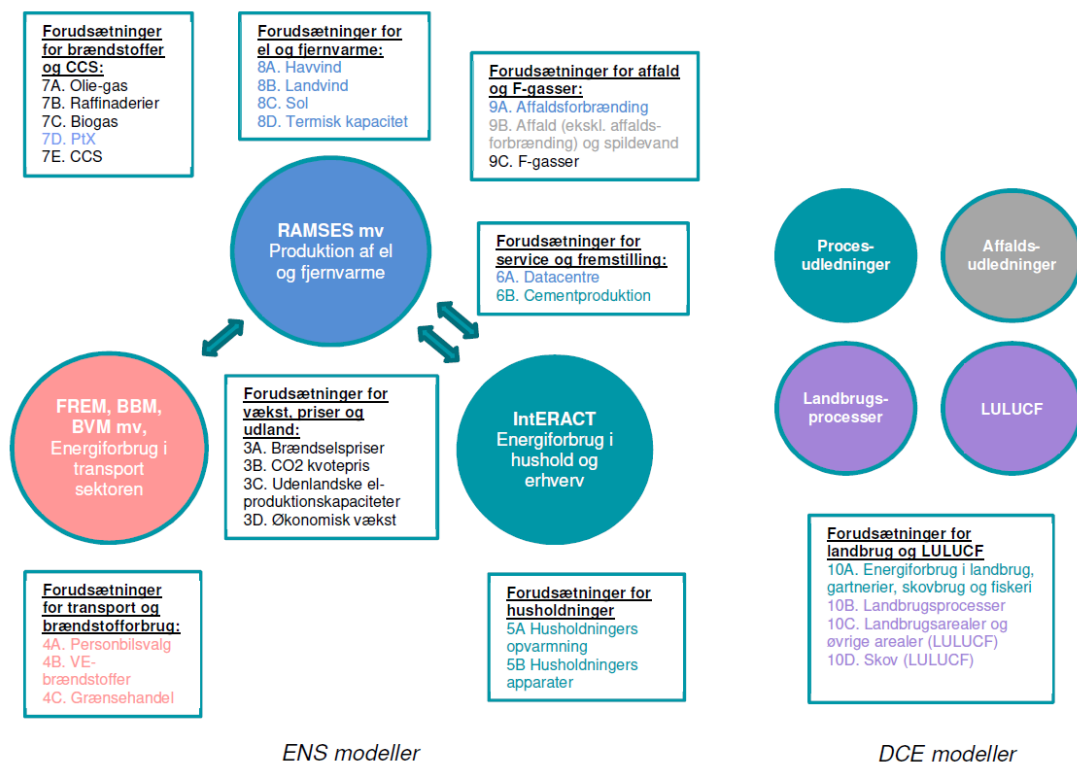 Forudsætninger
for brændstoffer
og CCS:
7A. Olie-gas
7B. Raffinaderier
7C. Biogas
7D. PtX
7E. CCS
Forudsætninger for
el og fjernvarme:
8A. Havvind
8B. Landvind
8C. Sol
8D. Termisk kapacitet
Forudsætninger for affald
og F-gasser:
9A. Affaldsforbrænding
9B. Affald (ekskl. affalds-
forbrænding) og spildevand
9C. F-gasser
RAMSES mv
Produktion af el
og fjernvarme
Forudsætninger for
service og fremstilling:
6A. Datacentre
6B. Cementproduktion
Proces-
udledninger
Affalds-
udledninger
FREM, BBM,
BVM mv,
Energiforbrug i
transport
sektoren
Forudsætninger for
vækst, priser og
udland:
3A. Brændselspriser
3B. CO2 kvotepris
3C. Udenlandske el-
produktionskapaciteter
3D. Økonomisk vækst
IntERACT
Energiforbrug i
hushold og
erhverv
Landbrugs-
processer
LULUCF
Forudsætninger
for transport og
brændstofforbrug:
4A. Personbilsvalg
4B. VE-
brændstoffer
4C. Grænsehandel
Forudsætninger for
husholdninger
5A Husholdningers
opvarmning
5B Husholdningers
apparater
Forudsætninger for
landbrug og LULUCF
10A. Energiforbrug i landbrug,
gartnerier, skovbrug og fiskeri
10B. Landbrugsprocesser
10C. Landbrugsarealer og
øvrige arealer (LULUCF)
10D. Skov (LULUCF)
ENS modeller
DCE modeller